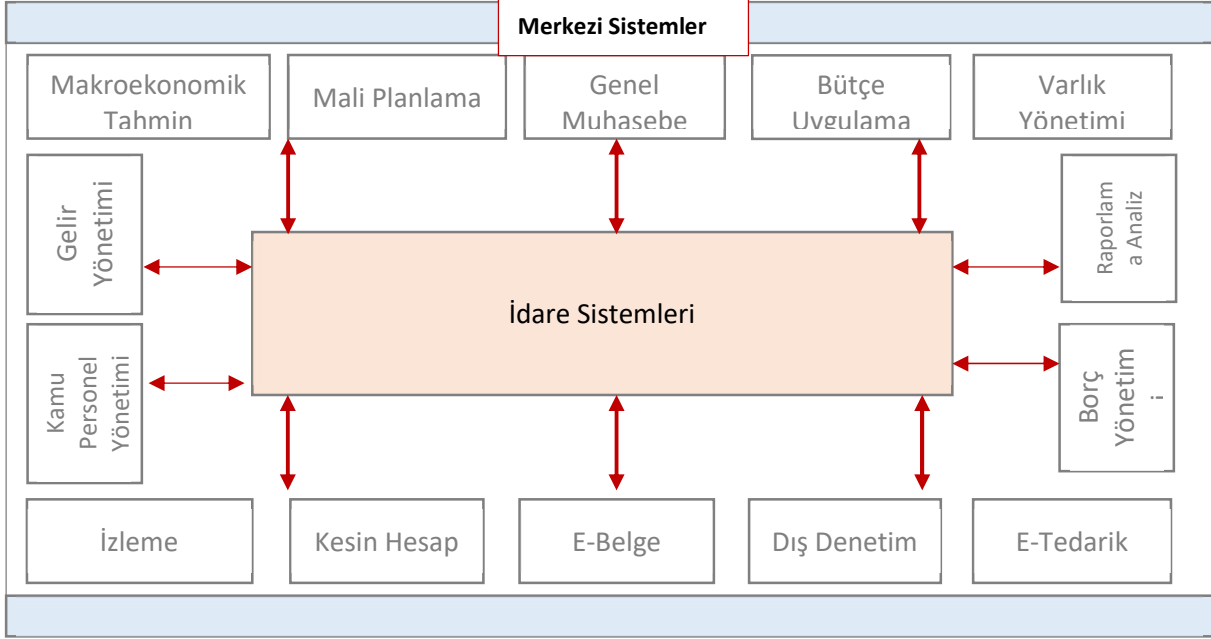 Merkezi Sistemler
Makroekonomik
Tahmin
Mali Planlama
Genel
Muhasebe
Bütçe
Uygulama
Varlık
Yönetimi
Gelir
Yönetimi
Raporlam
a Analiz
İdare Sistemleri
Kamu
Personel
Yönetimi
Borç
Yönetim
i
İzleme
Kesin Hesap
E-Belge
Dış Denetim
E-Tedarik